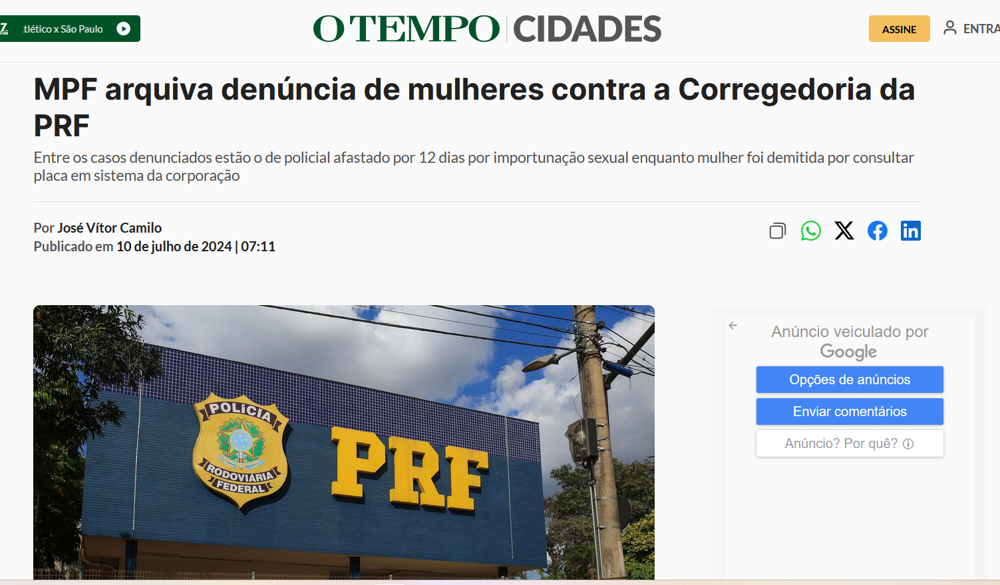 tlético x São Paulo
O TEMPO CIDADES
ASSINE
ENTRA
MPF arquiva denúncia de mulheres contra a Corregedoria da
PRF
Entre os casos denunciados estão o de policial afastado por 12 dias por importunação sexual enquanto mulher foi demitida por consultar
placa em sistema da corporação
Por José Vítor Camilo
Publicado em 10 de julho de 2024 | 07:11
in
POLÍCIA
RODOVIÁRIA
FEDERAL
PRF
Anúncio veiculado por
Google
Opções de anúncios
Enviar comentários
Anúncio? Por quê?